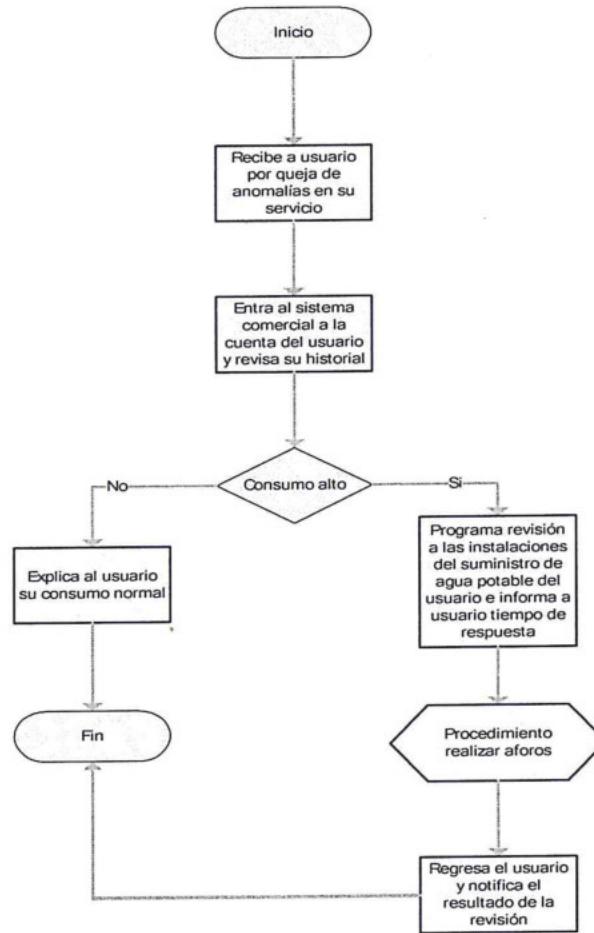 Inicio
Recibe a usuario
por queja de
anomalías en su
servicio
Entra al sistema
comercial a la
cuenta del usuario
y revisa su historial
Consumo alto
No
Si
Explica al usuario
su consumo normal
Programa revisión
a las instalaciones
del suministro de
agua potable del
usuario e informa a
usuario tiempo de
respuesta
Fin
Procedimiento
realizar aforos
Regresa el usuario
y notifica el
resultado de la
revisión